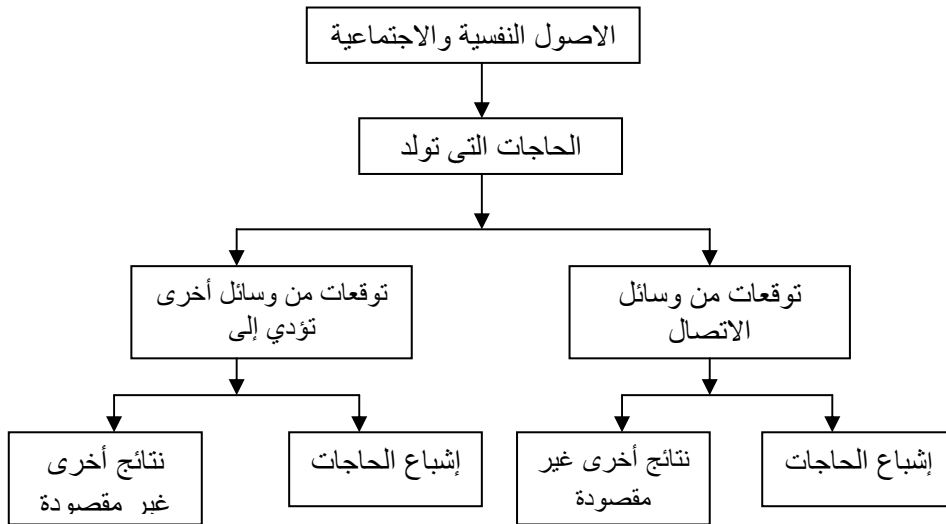 الاصول النفسية والاجتماعية
الحاجات التى تولد
توقعات من وسائل
الاتصال
توقعات من وسائل أخرى
تؤدي إلى
إشباع الحاجات
نتائج أخرى غير
مقصودة
إشباع الحاجات
نتائج أخرى
غير مقصودة